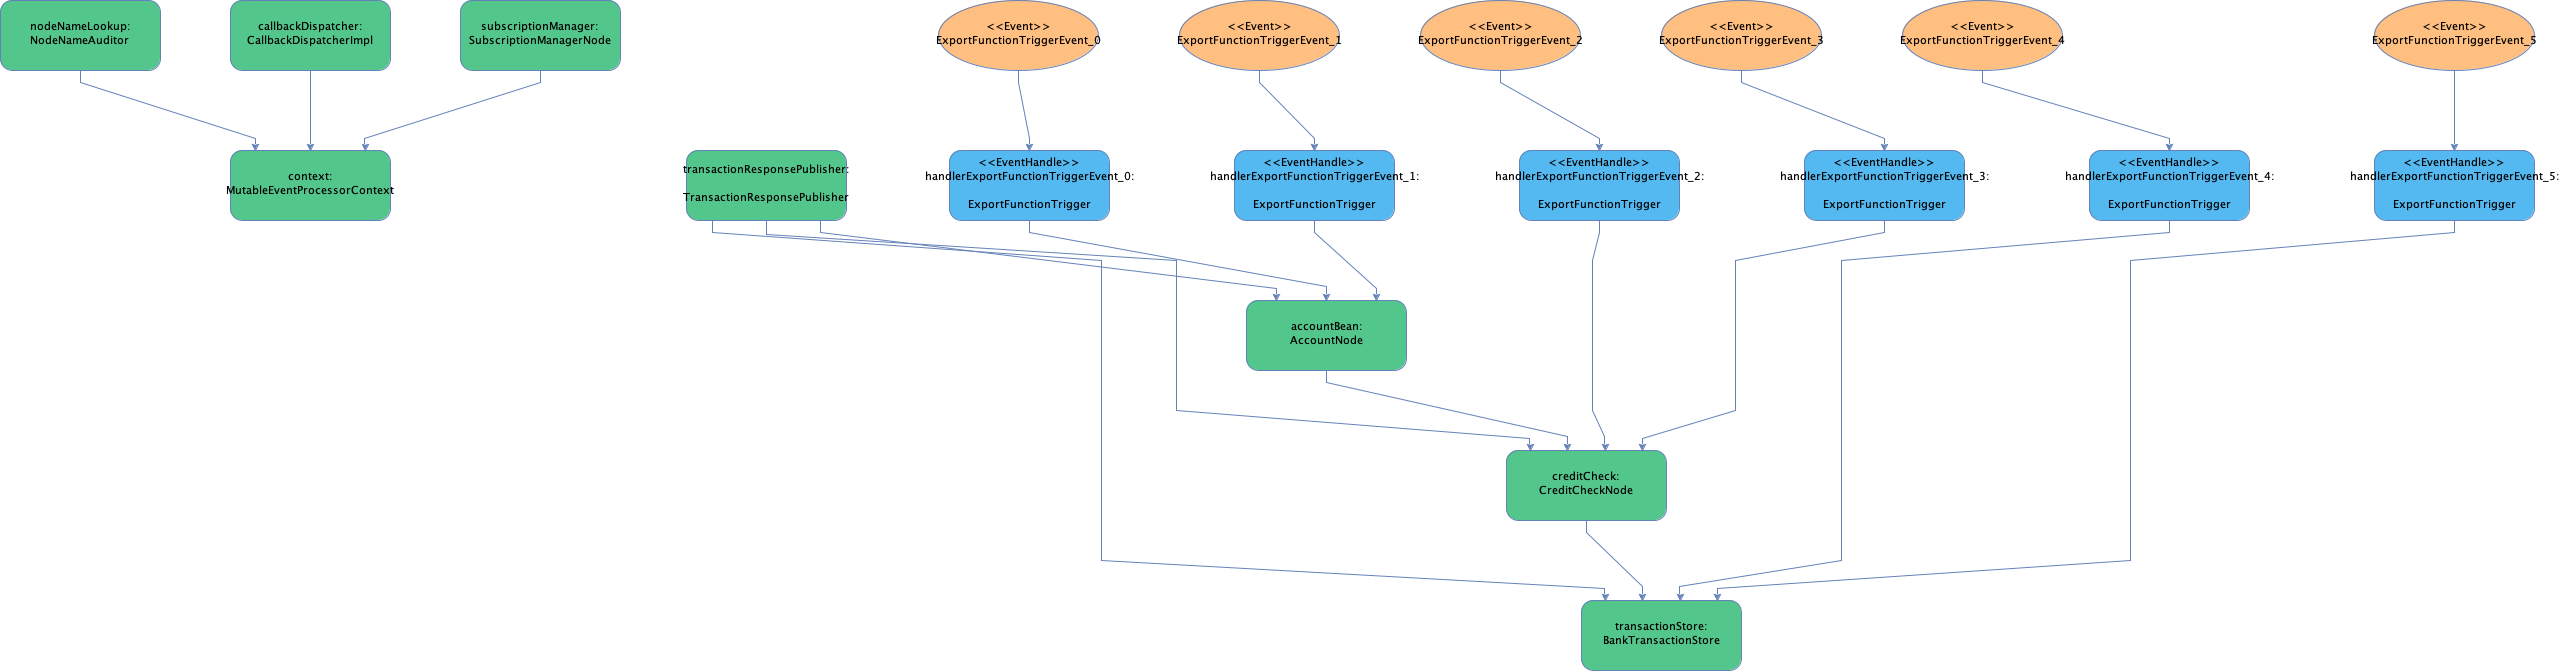 nodeNameLookup:
NodeNameAuditor
callbackDispatcher:
CallbackDispatcherImpl
subscriptionManager:
SubscriptionManagerNode
<<Event>>
ExportFunctionTriggerEvent_0
<<Event>>
ExportFunctionTriggerEvent_1
<<Event>>
ExportFunctionTriggerEvent_2
<<Event>>
ExportFunctionTriggerEvent_3
<<Event>>
ExportFunctionTriggerEvent_4
<<Event>>
ExportFunctionTriggerEvent_5
context:
MutableEventProcessorContext
transactionResponsePublisher:
TransactionResponsePublisher
<<EventHandle>>
handlerExportFunctionTriggerEvent_0:
ExportFunctionTrigger
<<EventHandle>>
handlerExportFunctionTriggerEvent_1:
ExportFunctionTrigger
<<EventHandle>>
handlerExportFunctionTriggerEvent_2:
ExportFunctionTrigger
<<EventHandle>>
handlerExportFunctionTriggerEvent_3:
ExportFunctionTrigger
<<EventHandle>>
handlerExportFunctionTriggerEvent_4:
ExportFunctionTrigger
<<EventHandle>>
handlerExportFunctionTriggerEvent_5:
ExportFunctionTrigger
accountBean:
AccountNode
creditCheck:
CreditCheckNode
transactionStore:
BankTransactionStore